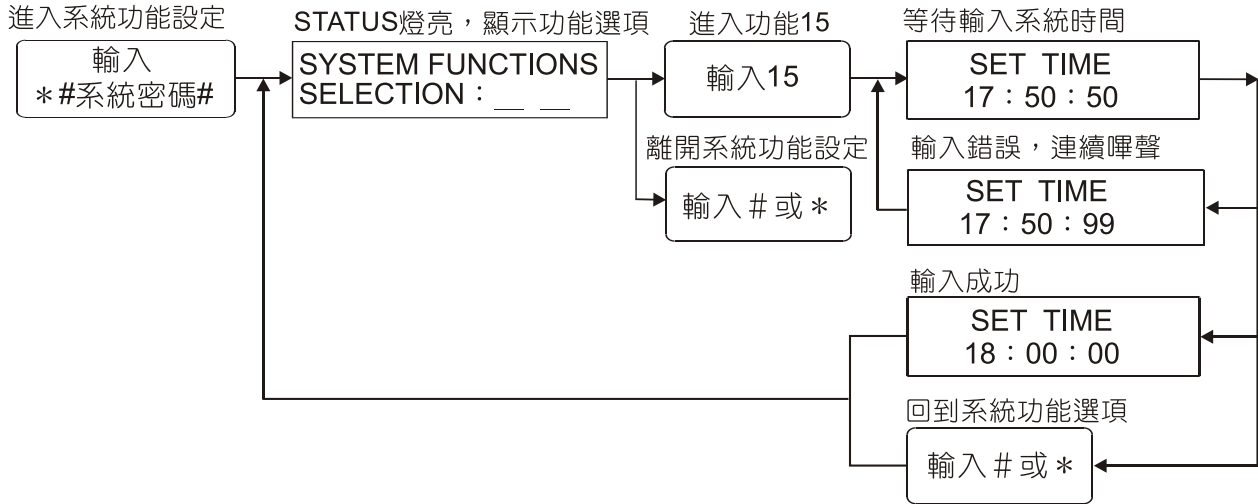 進入系統功能設定
輸入
*#系統密碼#
STATUS燈亮，顯示功能選項
SYSTEM FUNCTIONS
SELECTION：__ __
進入功能15
輸入15
離開系統功能設定
輸入#或*
等待輸入系統時間
SET TIME
17：50：50
輸入錯誤，連續嗶聲
SET TIME
17：50：99
輸入成功
SET TIME
18：00：00
回到系統功能選項
輸入#或*